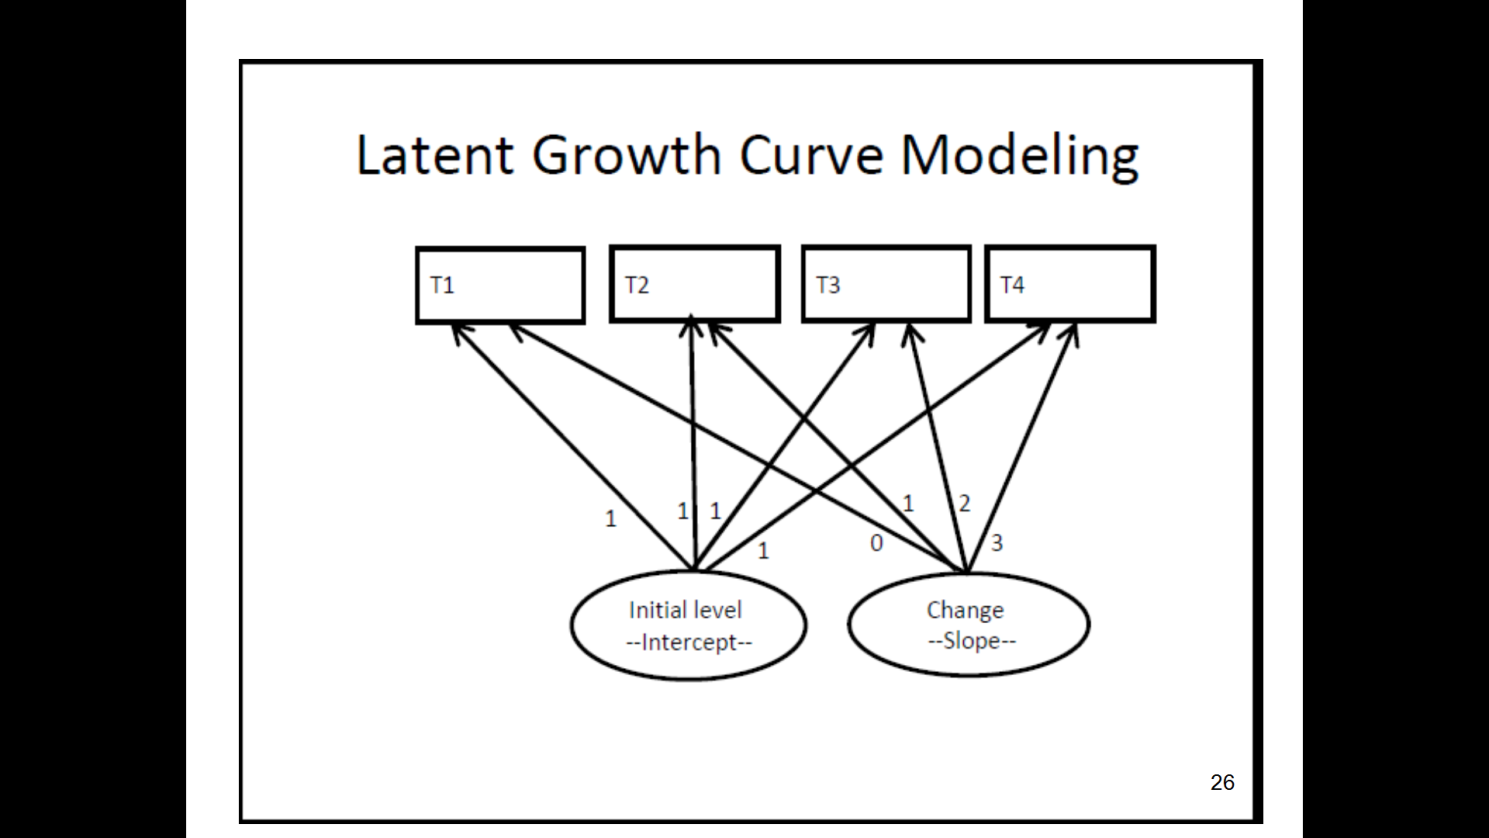 Latent Growth Curve Modeling
T1
T2
T3
T4
1
1
1
1
0
1
2
3
Initial level
--Intercept--
Change
--Slope--
26